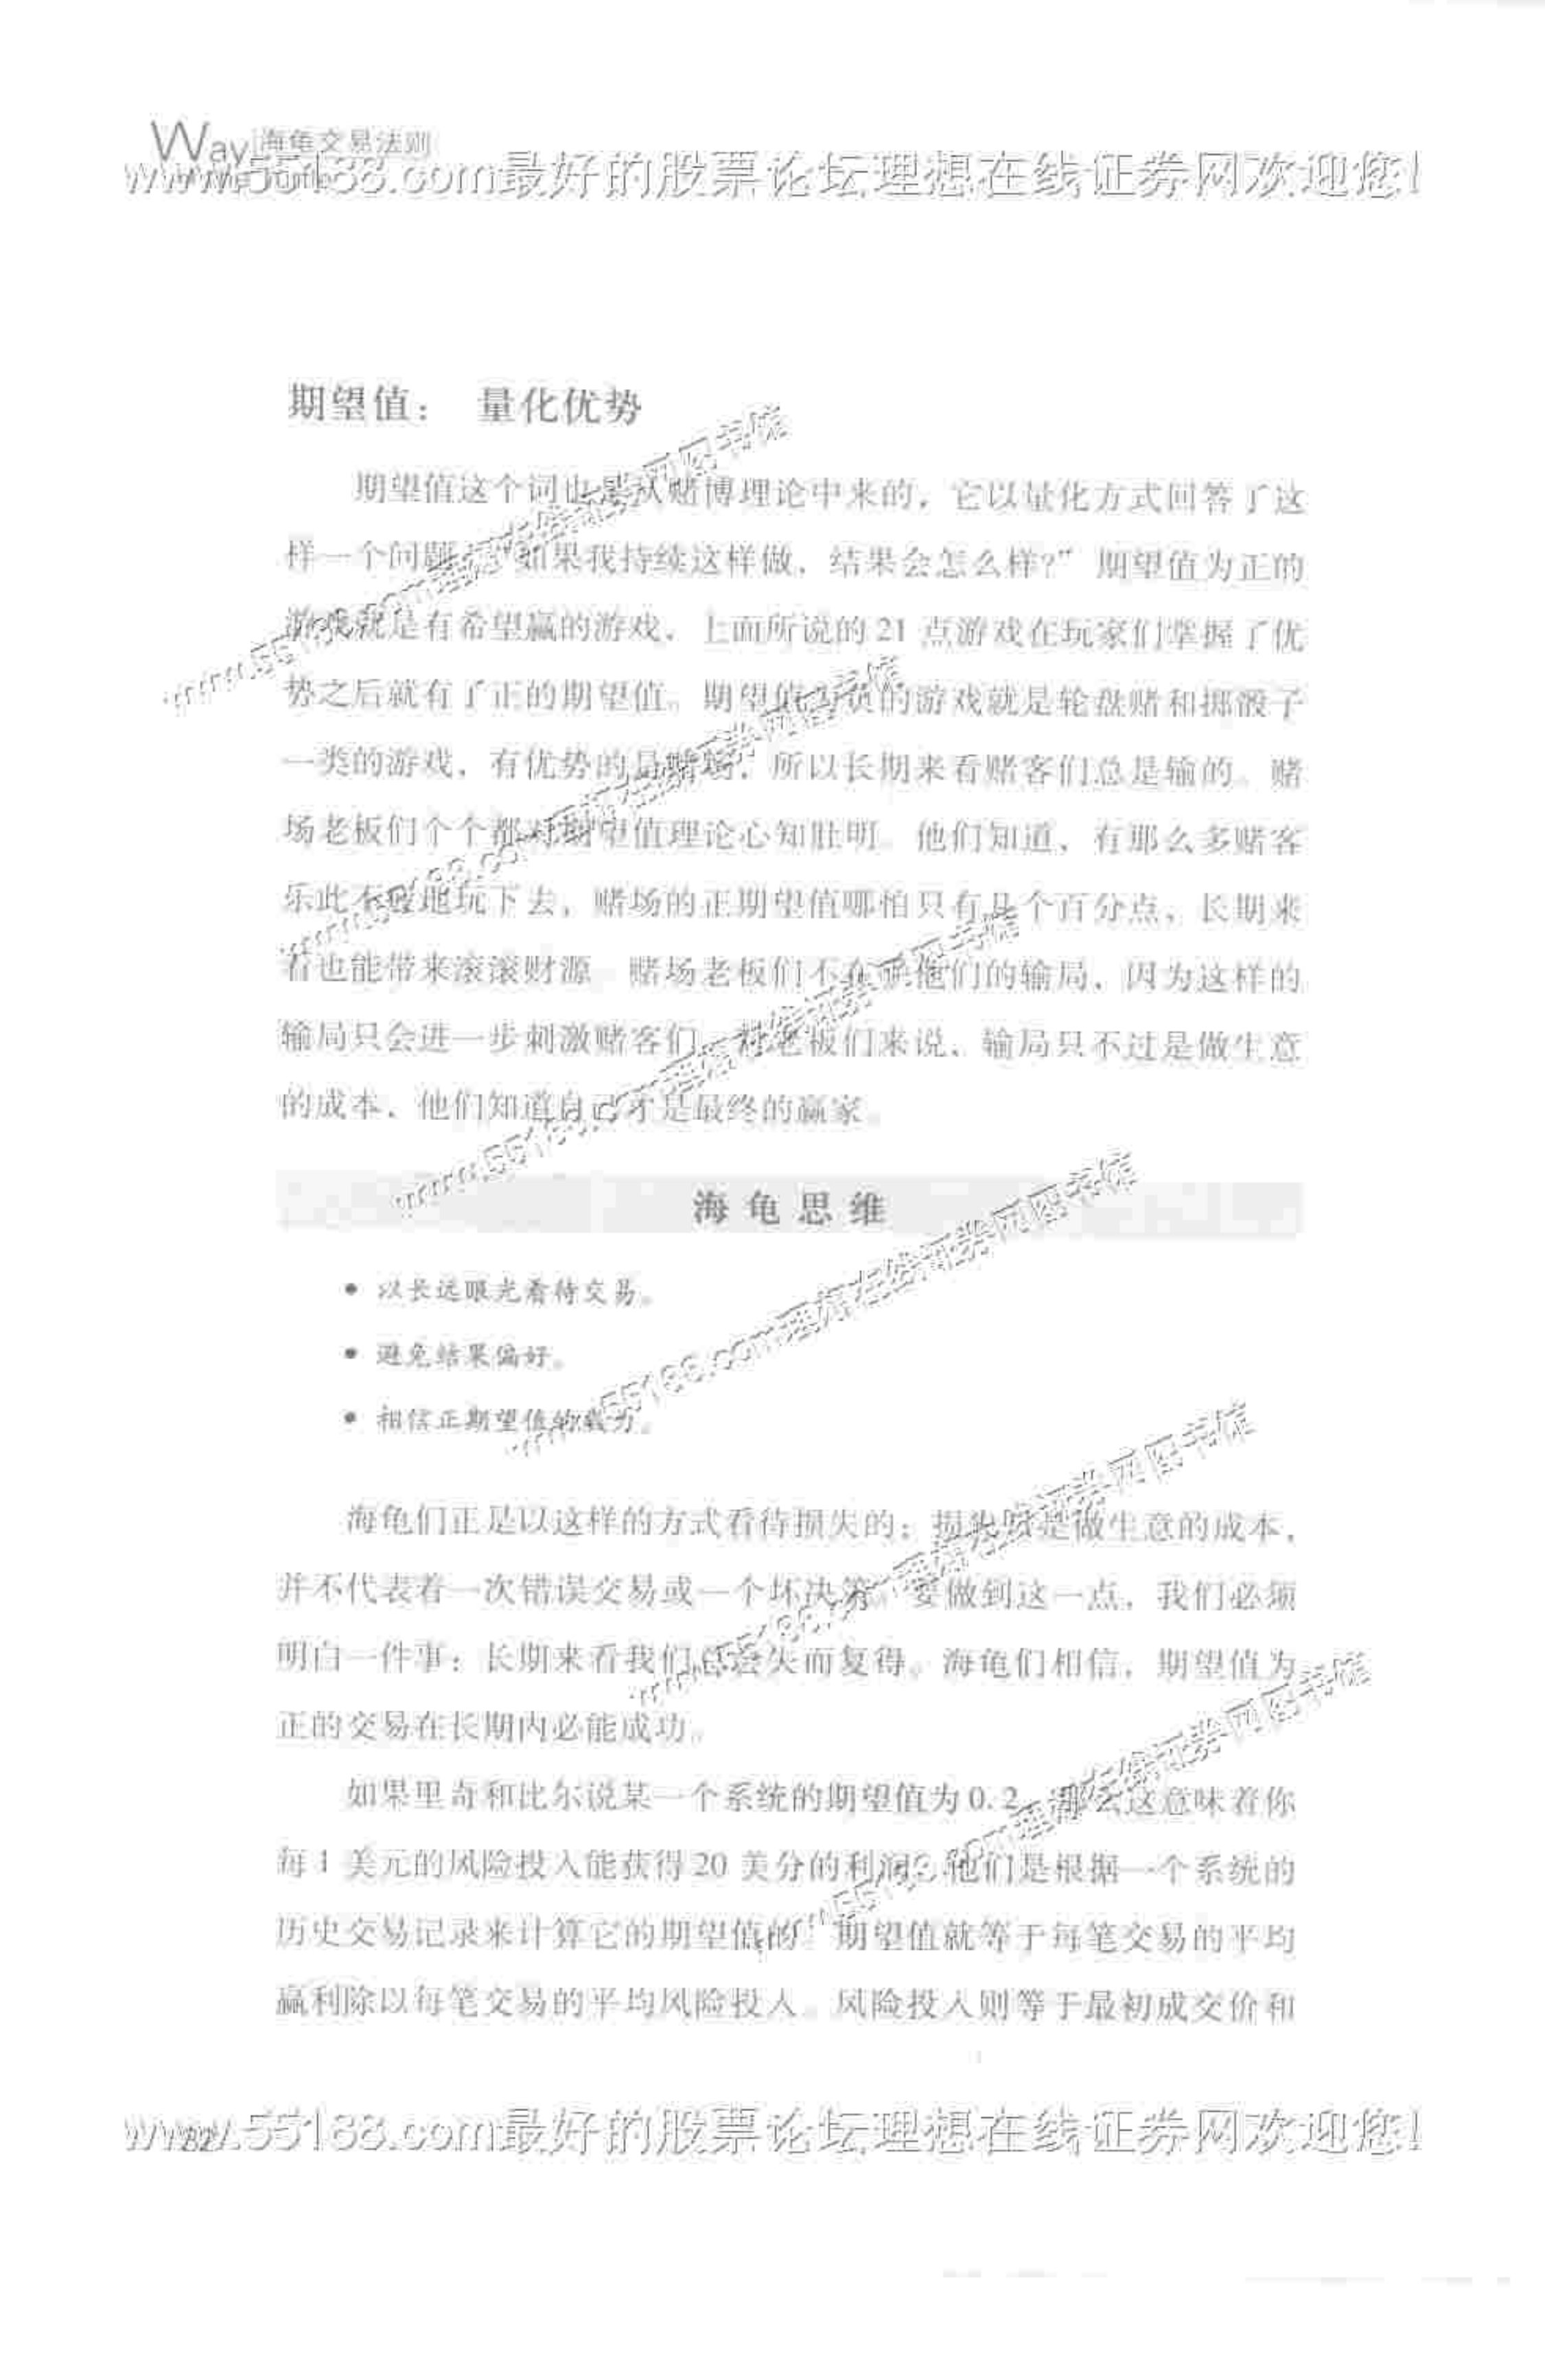 Way 海龟交易法则
www.55188.com最好的股票论坛理想在线证券网欢迎您!
期望值： 量化优势
期望值这个词也是从赌博理论中来的，它以量化方式回答了这
样一个问题：“如果我持续这样做，结果会怎么样?” 期望值为正的
游戏就是有希望赢的游戏，上面所说的 21 点游戏在玩家们掌握了优
势之后就有了正的期望值。期望值为负的游戏就是轮盘赌和掷骰子
一类的游戏，有优势的是赌场，所以长期来看赌客们总是输的。赌
场老板们个个都对期望值理论心知肚明。他们知道，有那么多赌客
乐此不疲地玩下去，赌场的正期望值哪怕只有几个百分点，长期来
看也能带来滚滚财源。赌场老板们不在乎他们的输局，因为这样的
输局只会进一步刺激赌客们。对老板们来说，输局只不过是做生意
的成本，他们知道自己才是最终的赢家。
海龟思维
• 以长远眼光看待交易。
• 避免结果偏好。
• 相信正期望值的威力。
海龟们正是以这样的方式看待损失的：损失只是做生意的成本，
并不代表着一次错误交易或一个坏决策。要做到这一点，我们必须
明白一件事：长期来看我们总会失而复得。海龟们相信，期望值为
正的交易在长期内必能成功。
如果里奇和比尔说某一个系统的期望值为 0.2，那么这意味着你
每 1 美元的风险投入能获得 20 美分的利润。他们是根据一个系统的
历史交易记录来计算它的期望值的。期望值就等于每笔交易的平均
赢利除以每笔交易的平均风险投入。风险投入则等于最初成交价和
82
www.55188.com最好的股票论坛理想在线证券网欢迎您!